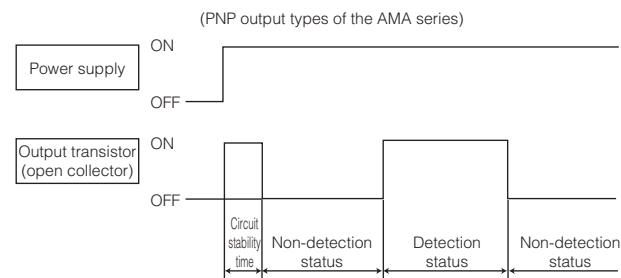 (PNP output types of the AMA series)
ON
Power supply
OFF
ON
Output transistor
(open collector)
OFF
Circuit
stability
time
Non-detection
status
Detection
status
Non-detection
status